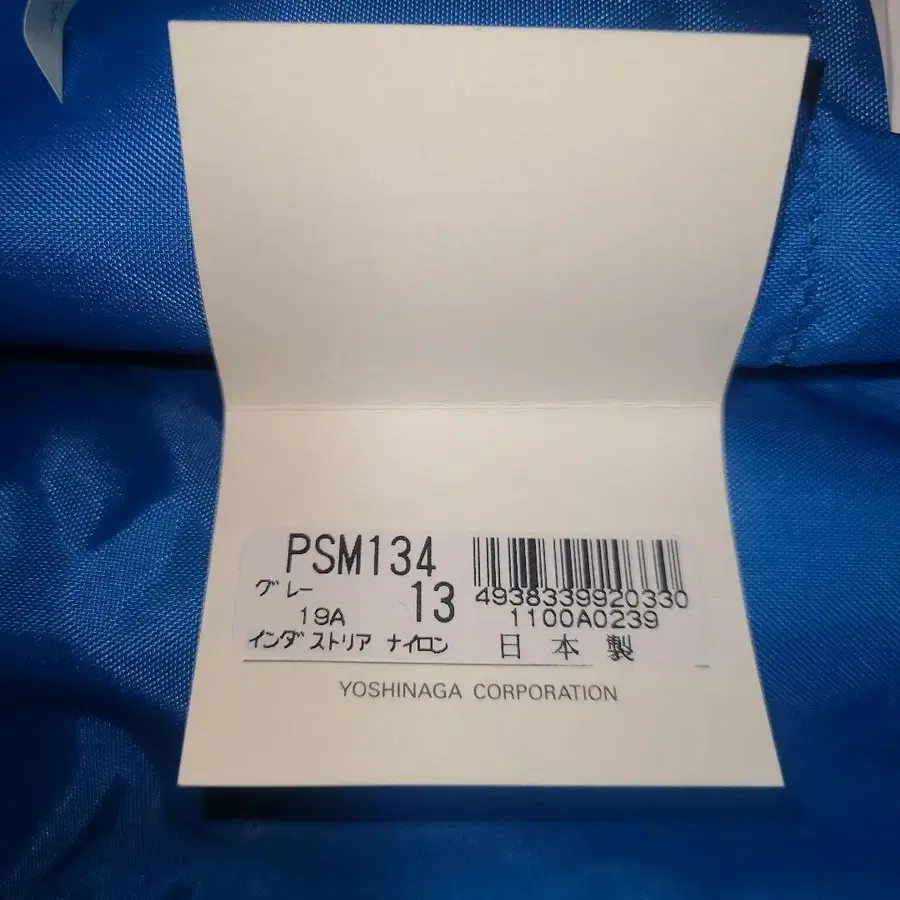 PSM134
グレー 13
19A
インダストリア ナイロン
4938339920330
1100A0239
日本製
YOSHINAGA CORPORATION